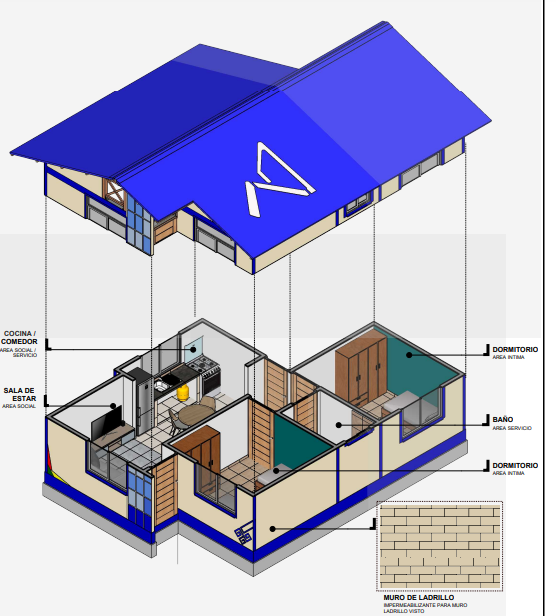 COCINA /
COMEDOR
AREA SOCIAL /
SERVICIO
SALA DE
ESTAR
AREA SOCIAL
DORMITORIO
AREA INTIMA
BAÑO
AREA SERVICIO
DORMITORIO
AREA INTIMA
MURO DE LADRILLO
IMPERMEABILIZANTE PARA MURO
LADRILLO VISTO